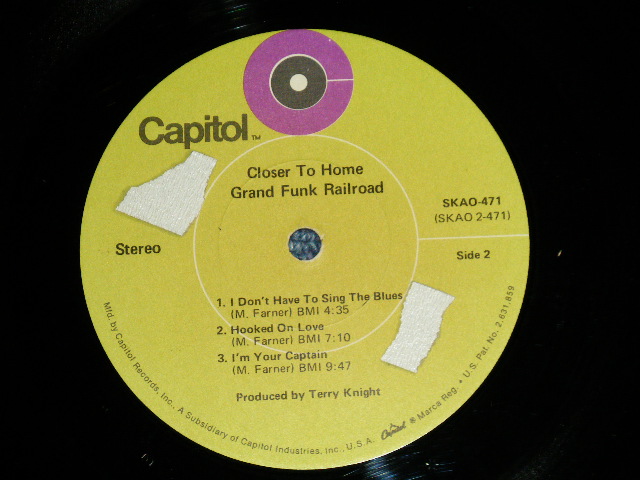 Capitol™
Closer To Home
Grand Funk Railroad
SKAO-471
(SKAO 2-471)
Stereo
Side 2
1. I Don't Have To Sing The Blues
(M. Farner) BMI 4:35
2. Hooked On Love
(M. Farner) BMI 7:10
3. I'm Your Captain
(M. Farner) BMI 9:47
Produced by Terry Knight
Mfd. by Capitol Records, Inc., A Subsidiary of Capitol Industries, Inc., U.S.A. Capitol ® Marca Reg. • U.S. Pat. No. 2,631,859